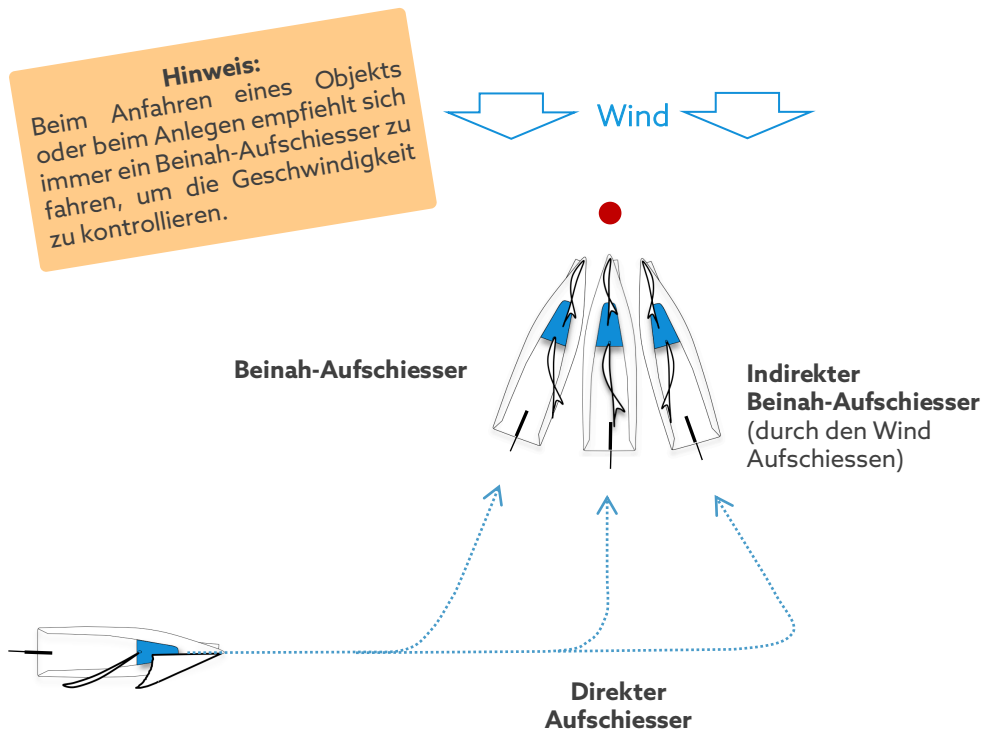 Hinweis:
Beim Anfahren eines Objekts
oder beim Anlegen empfiehlt sich
immer ein Beinah-Aufschiesser zu
fahren, um die Geschwindigkeit
zu kontrollieren.
Wind
Beinah-Aufschiesser
Indirekter
Beinah-Aufschiesser
(durch den Wind
Aufschiessen)
Direkter
Aufschiesser